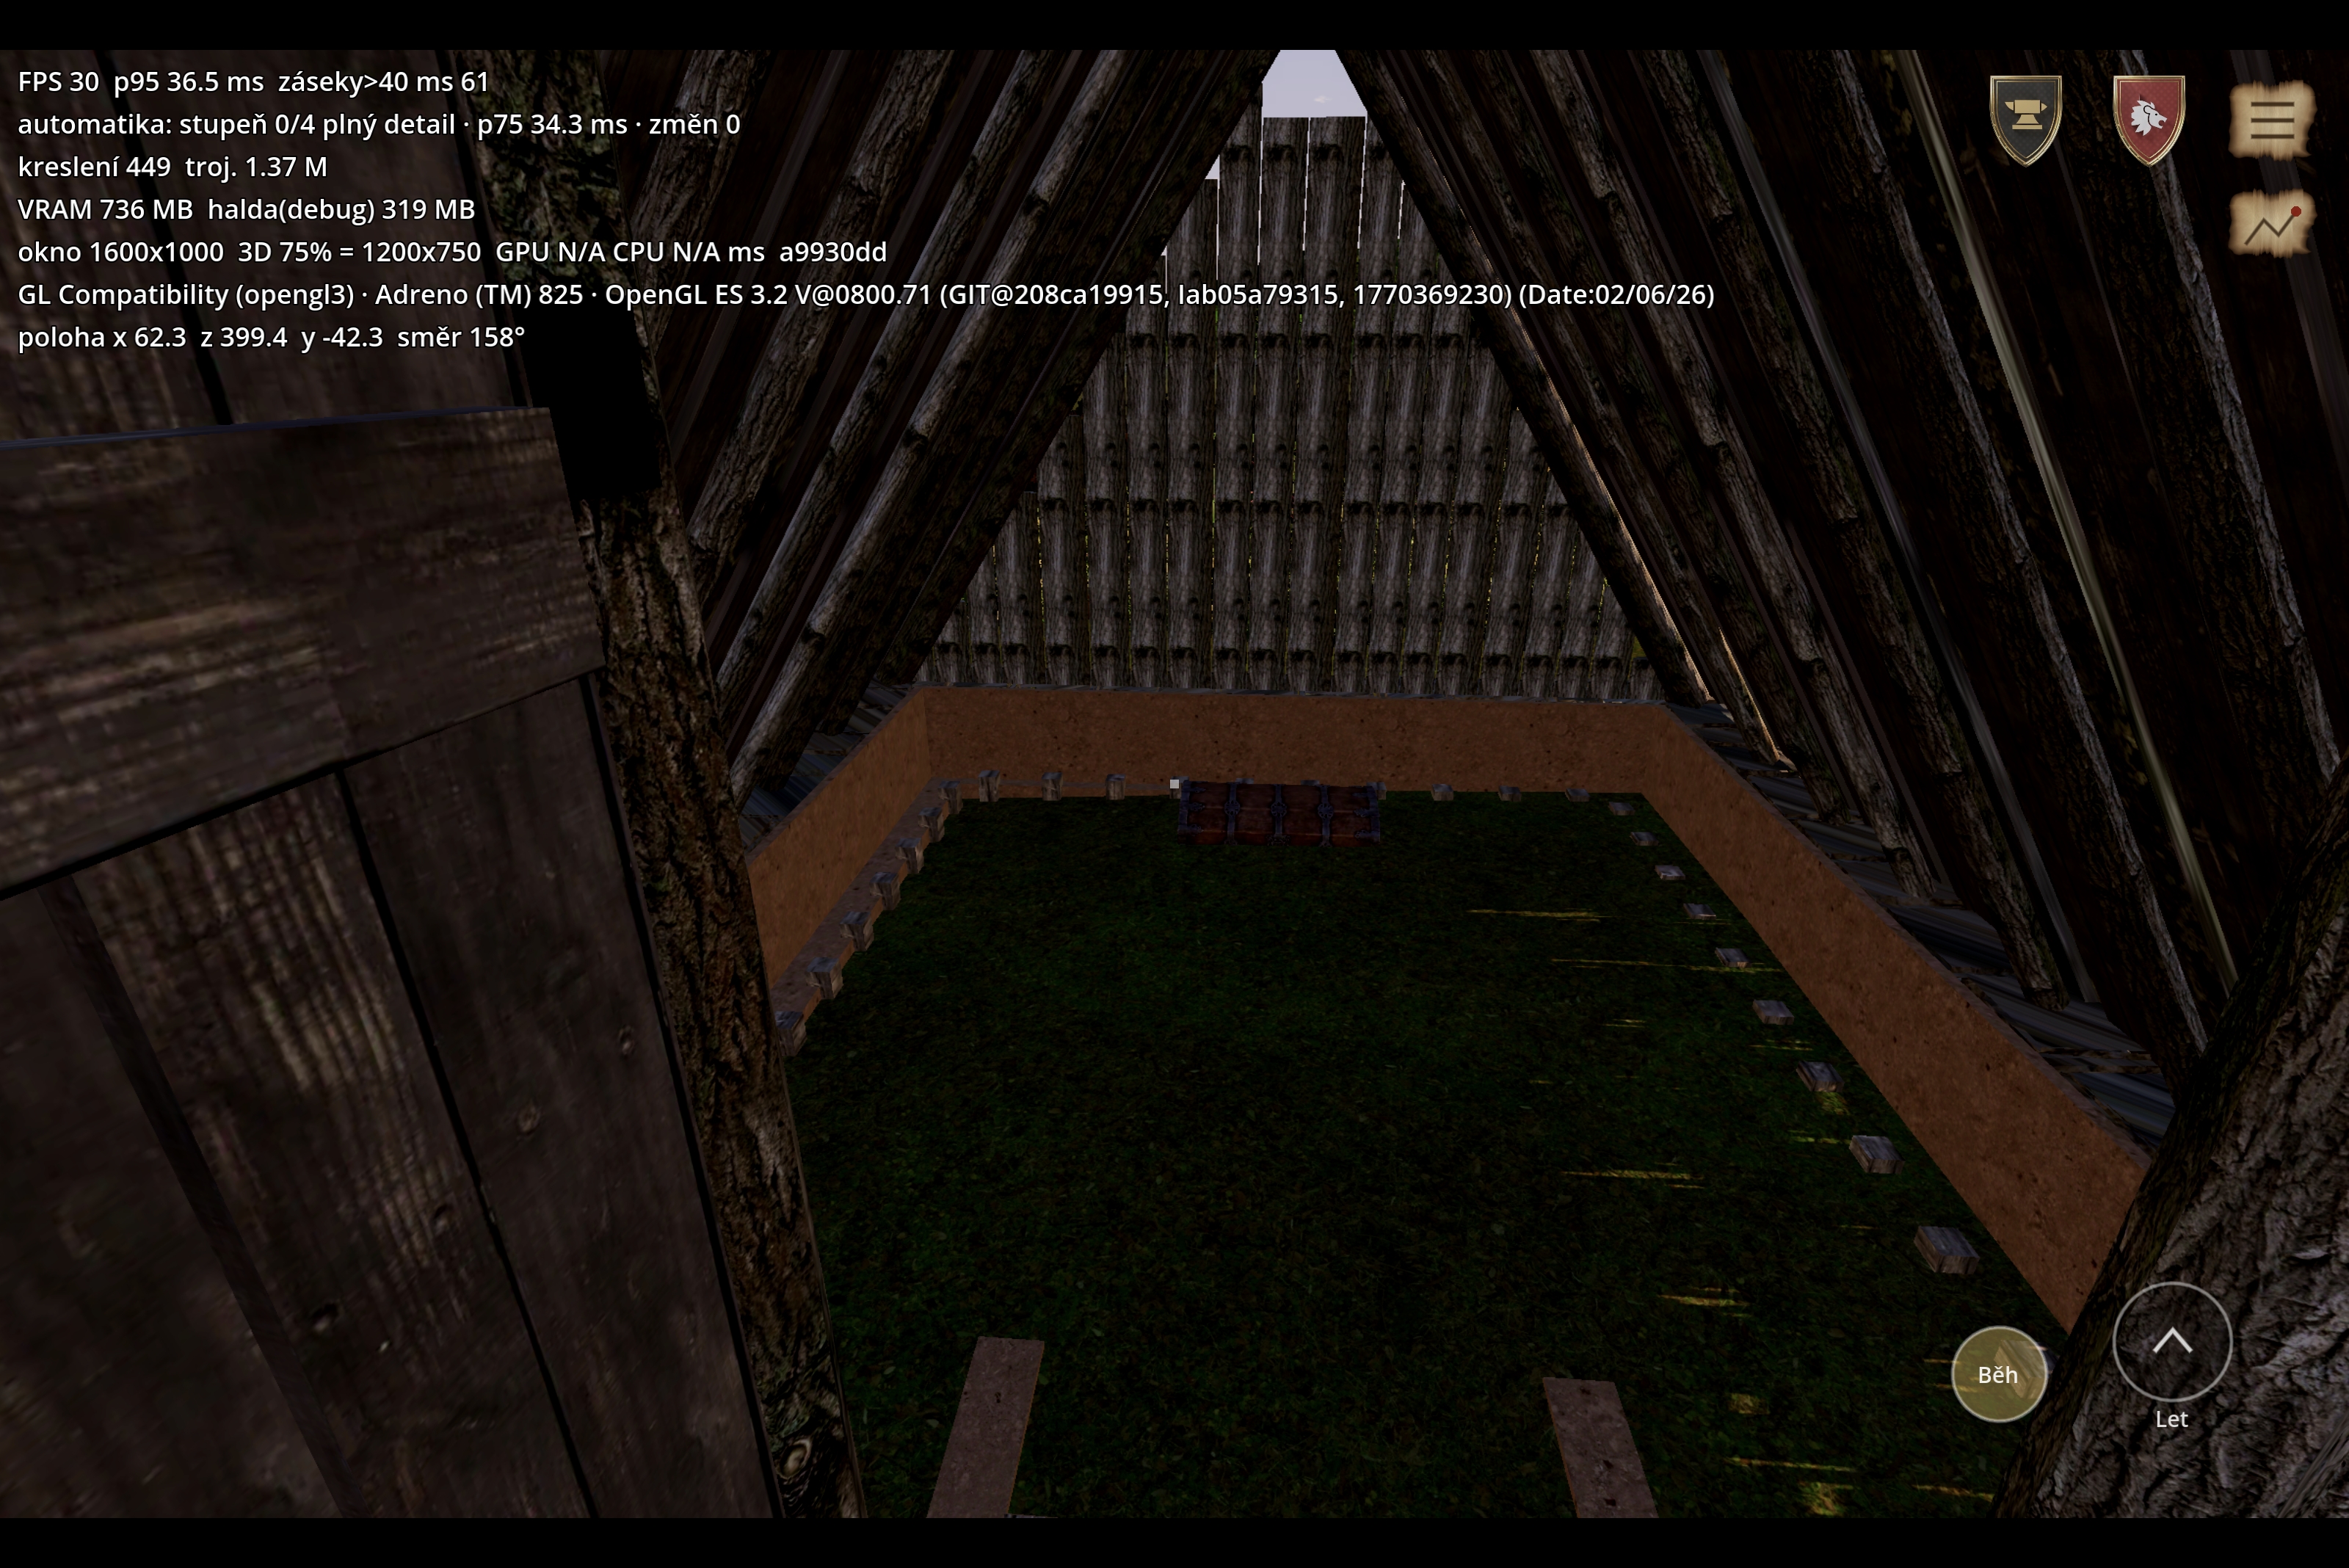 FPS 30  p95 36.5 ms  záseky>40 ms 61
automatika: stupeň 0/4 plný detail · p75 34.3 ms · změn 0
kreslení 449  troj. 1.37 M
VRAM 736 MB  halda(debug) 319 MB
okno 1600x1000  3D 75% = 1200x750  GPU N/A CPU N/A ms  a9930dd
GL Compatibility (opengl3) · Adreno (TM) 825 · OpenGL ES 3.2 V@0800.71 (GIT@208ca19915, Iab05a79315, 1770369230) (Date:02/06/26)
poloha x 62.3  z 399.4  y -42.3  směr 158°
Běh
Let